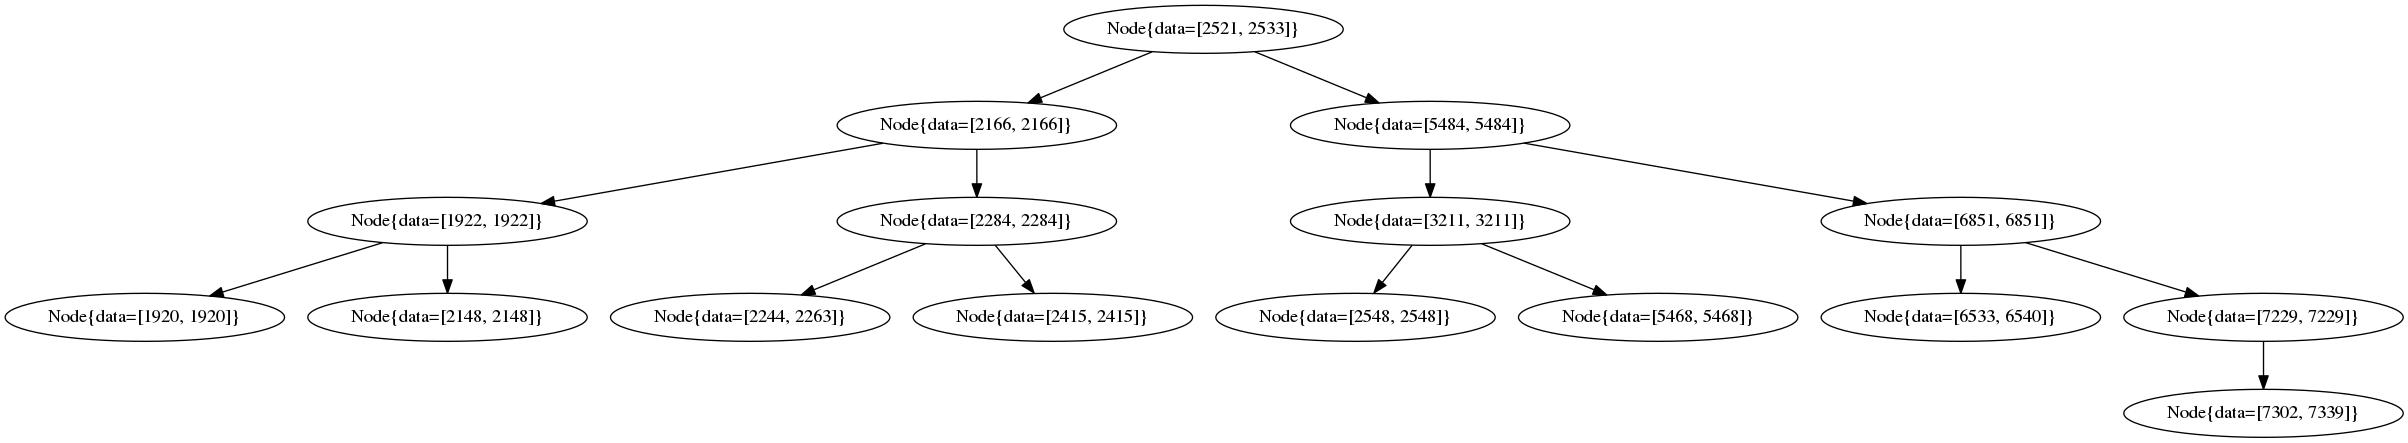 Node{data=[2521, 2533]}
Node{data=[2166, 2166]}
Node{data=[5484, 5484]}
Node{data=[1922, 1922]}
Node{data=[2284, 2284]}
Node{data=[3211, 3211]}
Node{data=[6851, 6851]}
Node{data=[1920, 1920]}
Node{data=[2148, 2148]}
Node{data=[2244, 2263]}
Node{data=[2415, 2415]}
Node{data=[2548, 2548]}
Node{data=[5468, 5468]}
Node{data=[6533, 6540]}
Node{data=[7229, 7229]}
Node{data=[7302, 7339]}